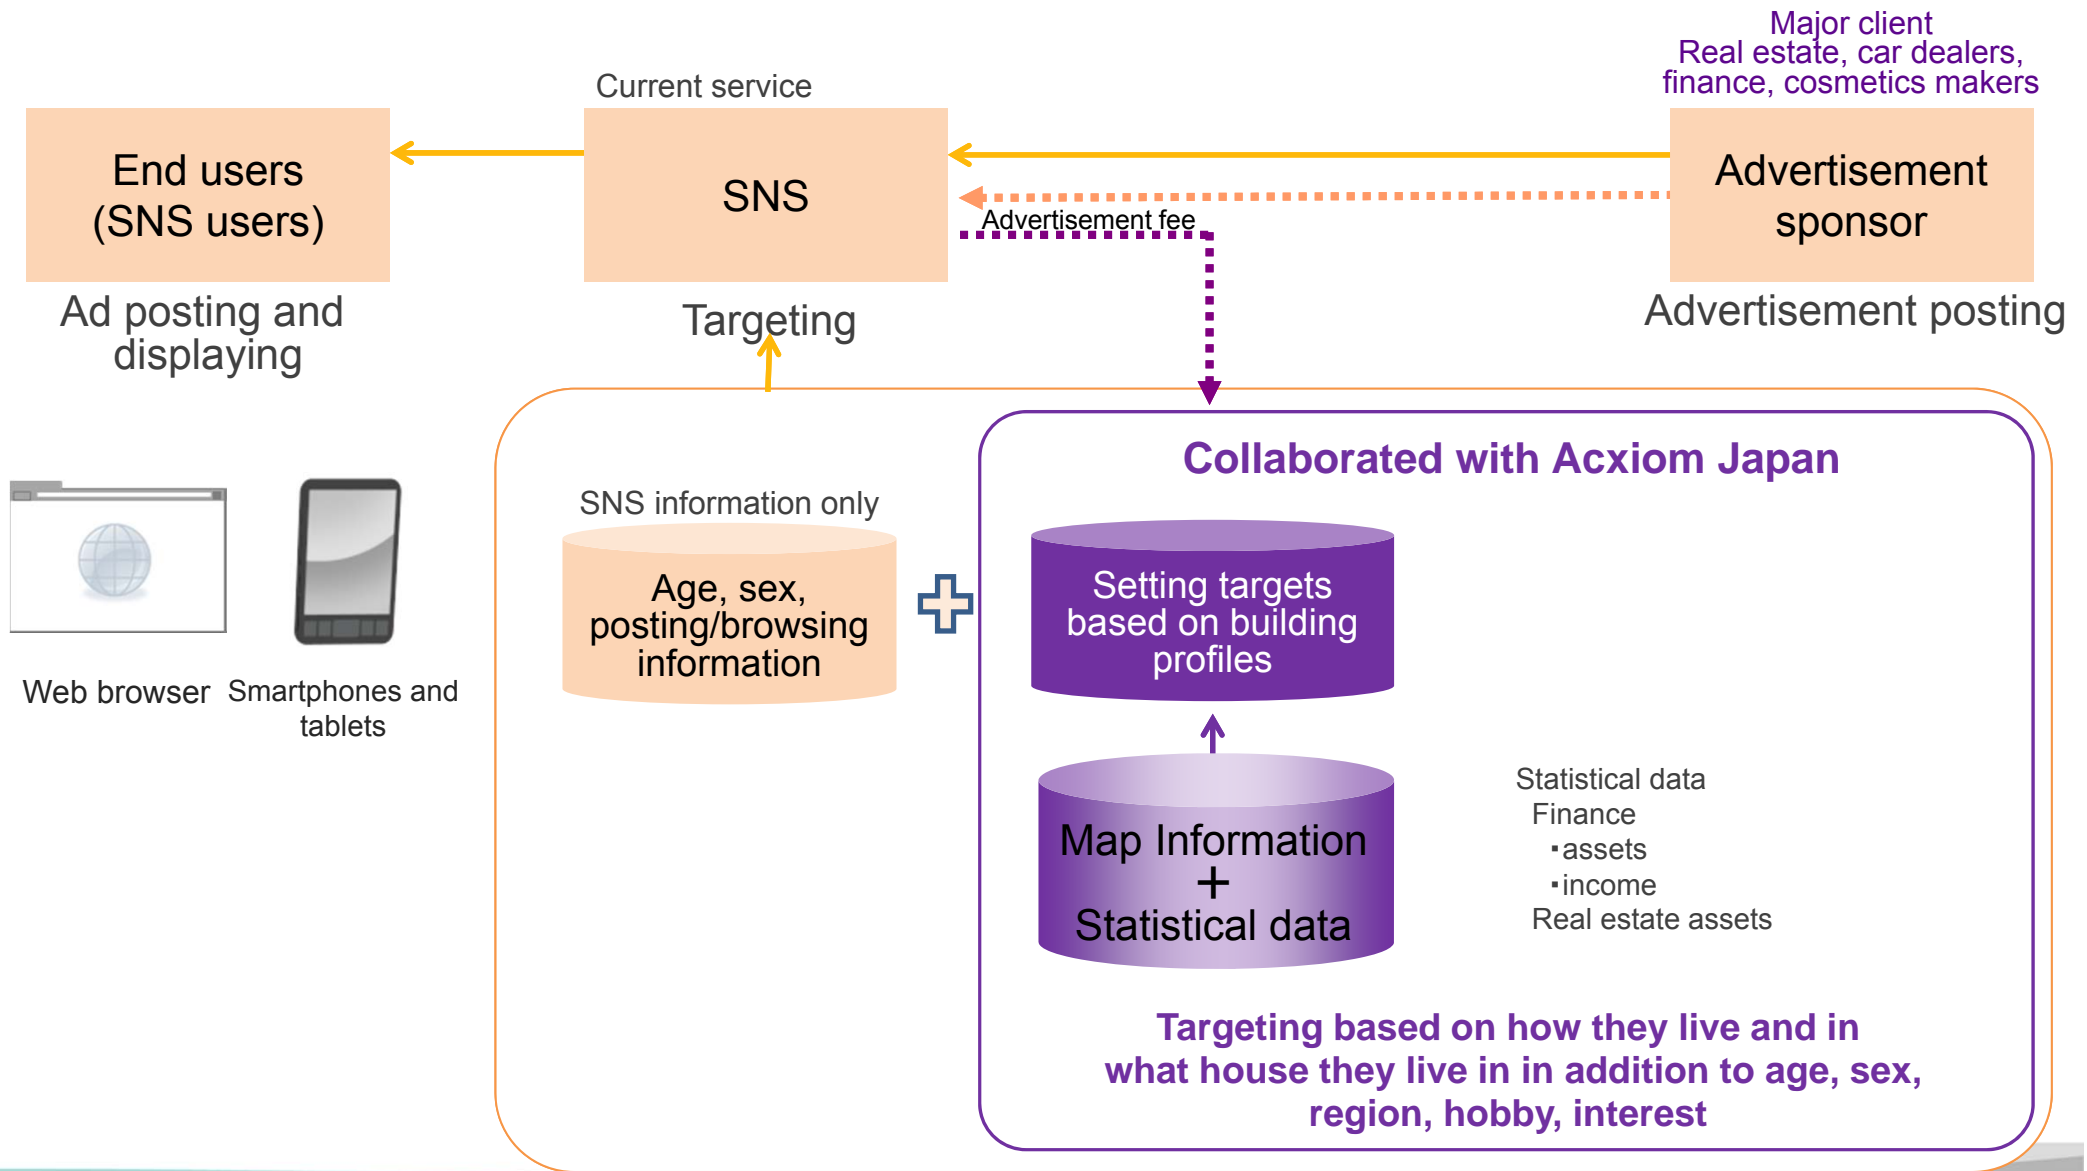 Major client
Real estate, car dealers,
finance, cosmetics makers
Current service
End users
(SNS users)
SNS
Advertisement
sponsor
Advertisement fee
Ad posting and
displaying
Targeting
Advertisement posting
Collaborated with Acxiom Japan
SNS information only
Age, sex,
posting/browsing
information
Setting targets
based on building
profiles
Web browser
Smartphones and
tablets
Map Information
+
Statistical data
Statistical data
Finance
▪assets
▪income
Real estate assets
Targeting based on how they live and in
what house they live in in addition to age, sex,
region, hobby, interest